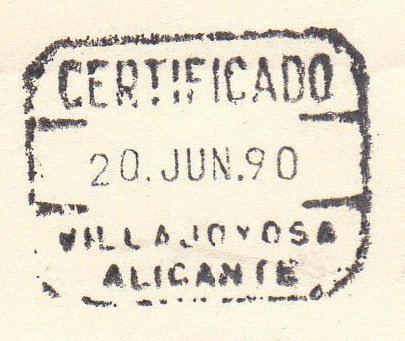 CERTIFICADO
20. JUN. 90
VILLAJOYOSA
ALICANTE